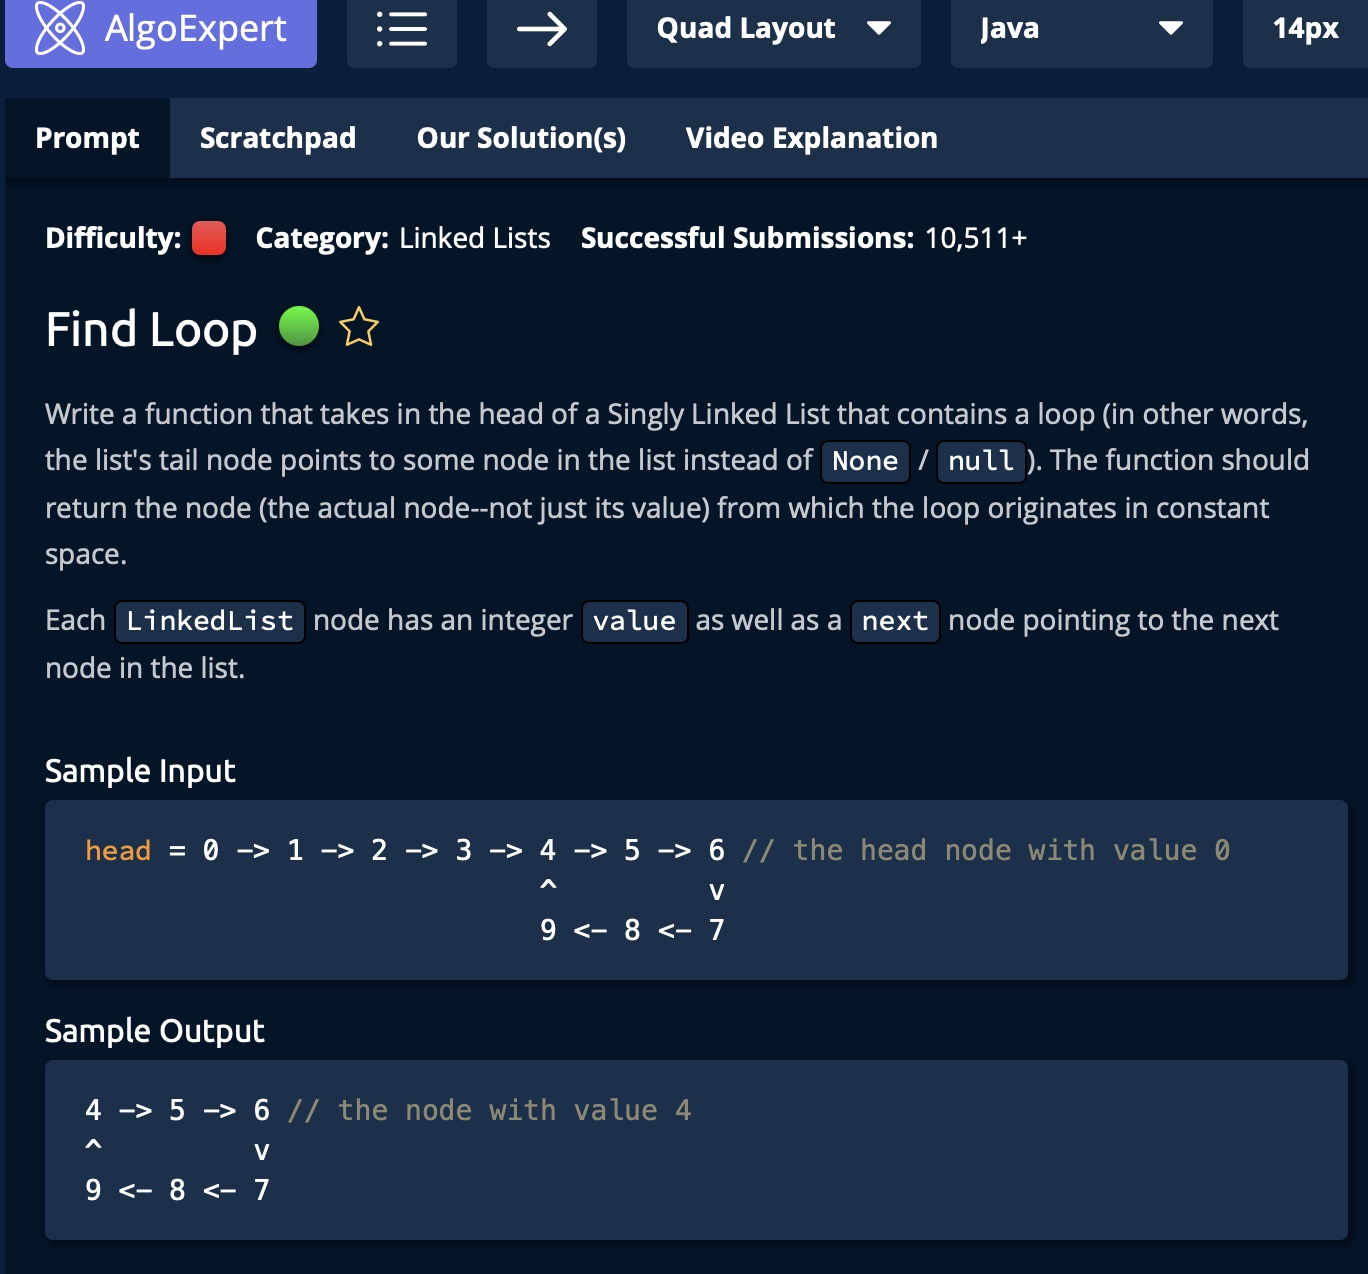 AlgoExpert
Quad Layout
Java
14px
Prompt
Scratchpad
Our Solution(s)
Video Explanation
Difficulty: Category: Linked Lists Successful Submissions: 10,511+
Find Loop
Write a function that takes in the head of a Singly Linked List that contains a loop (in other words,
the list's tail node points to some node in the list instead of None / null ). The function should
return the node (the actual node--not just its value) from which the loop originates in constant
space.
Each LinkedList node has an integer value as well as a next node pointing to the next
node in the list.
Sample Input
head = 0 -> 1 -> 2 -> 3 -> 4 -> 5 -> 6 // the head node with value 0
^ v
9 <- 8 <- 7
Sample Output
4 -> 5 -> 6 // the node with value 4
^ v
9 <- 8 <- 7